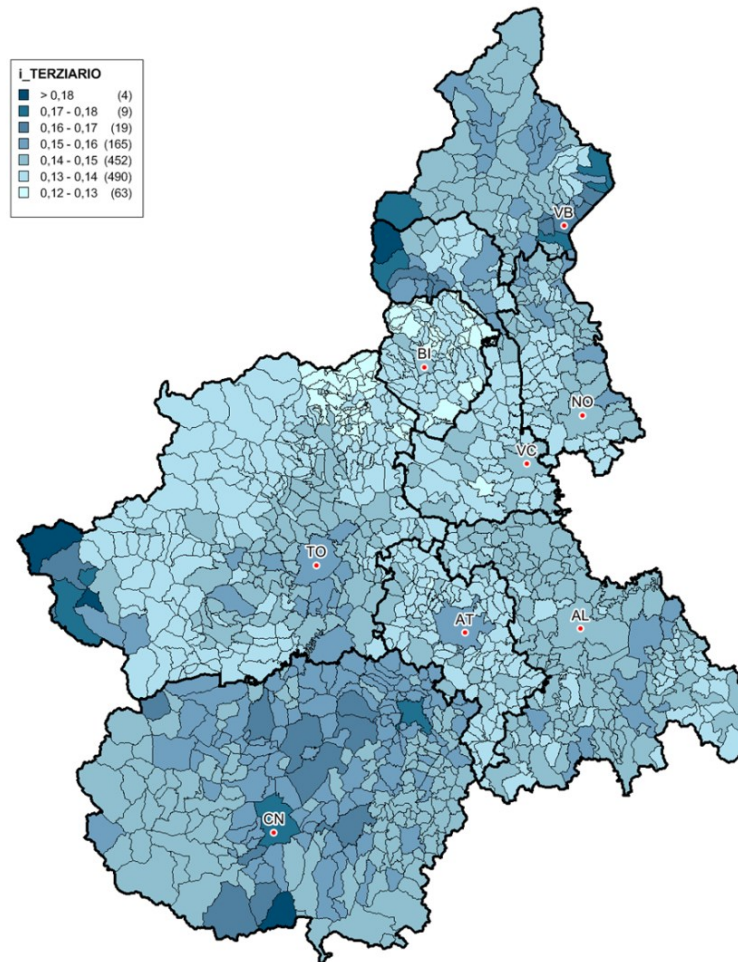 i_TERZIARIO
> 0,18 (4)
0,17 - 0,18 (9)
0,16 - 0,17 (19)
0,15 - 0,16 (165)
0,14 - 0,15 (452)
0,13 - 0,14 (490)
0,12 - 0,13 (63)
VB
BI
NO
VC
TO
AT
AL
CN